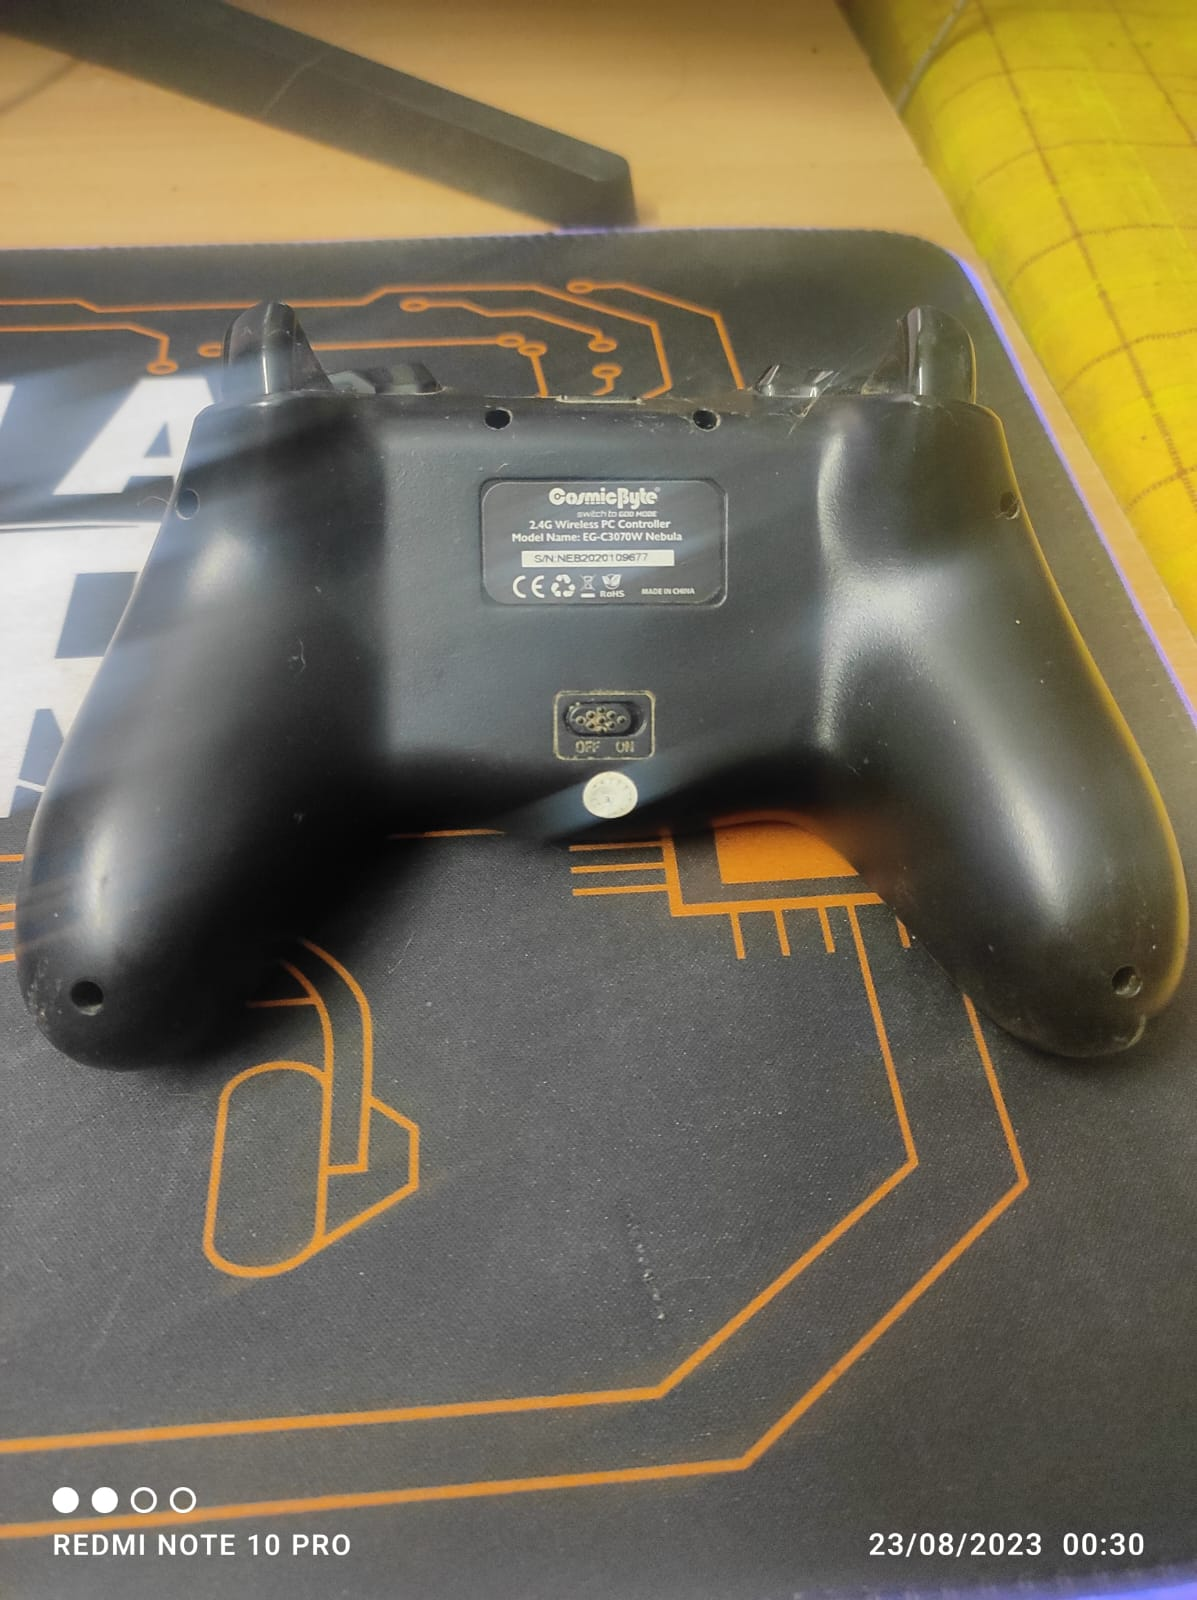 A
CosmicByte®
switch to GOD MODE
2.4G Wireless PC Controller
Model Name: EG-C3070W Nebula
S/N:NEB2020109677
CE RoHS MADE IN CHINA
OFF ON
REDMI NOTE 10 PRO
23/08/2023 00:30